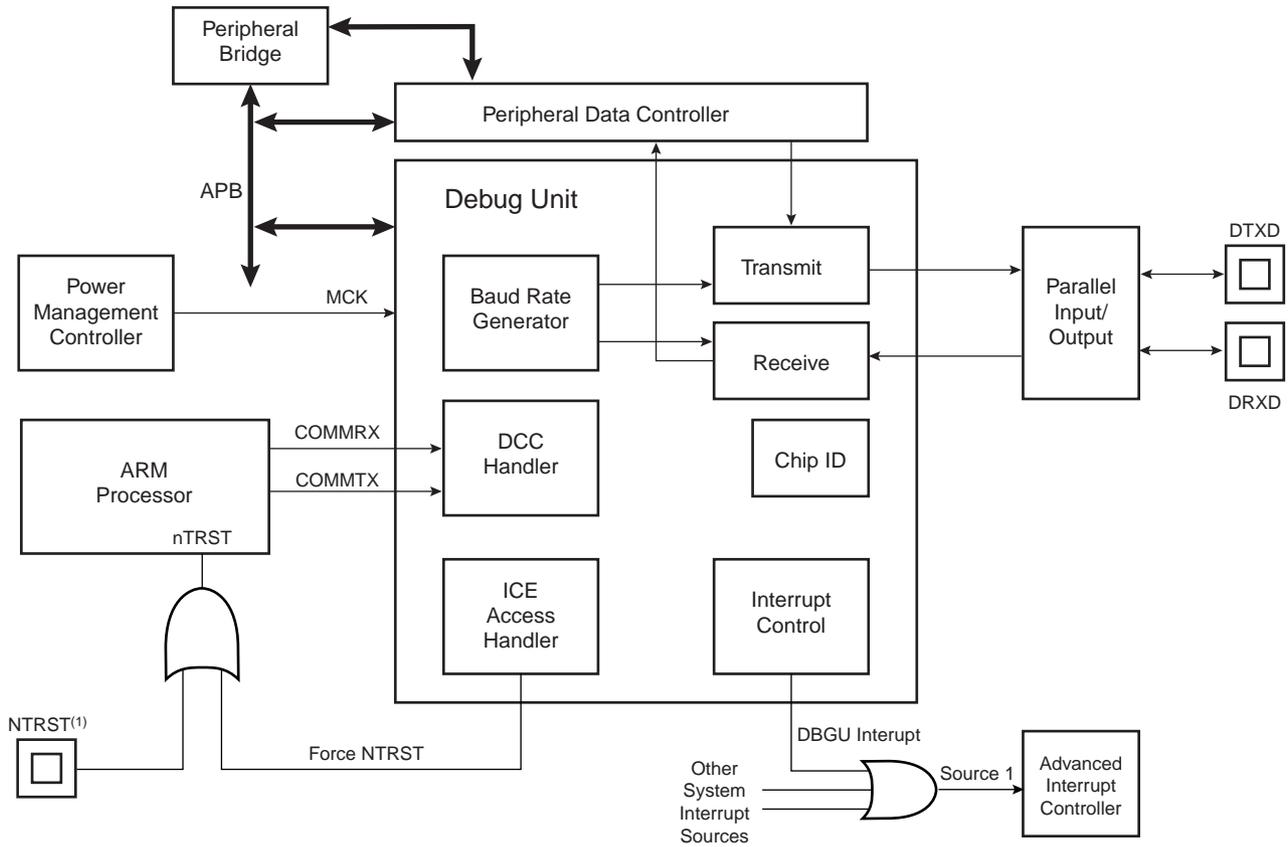 Peripheral
Bridge
Peripheral Data Controller
APB
Debug Unit
Power
Management
Controller
MCK
Baud Rate
Generator
Transmit
Receive
Parallel
Input/
Output
DTXD
DRXD
ARM
Processor
nTRST
COMMRX
COMMTX
DCC
Handler
Chip ID
ICE
Access
Handler
Interrupt
Control
NTRST(1)
Force NTRST
DBGU Interupt
Other
System
Interrupt
Sources
Source 1
Advanced
Interrupt
Controller